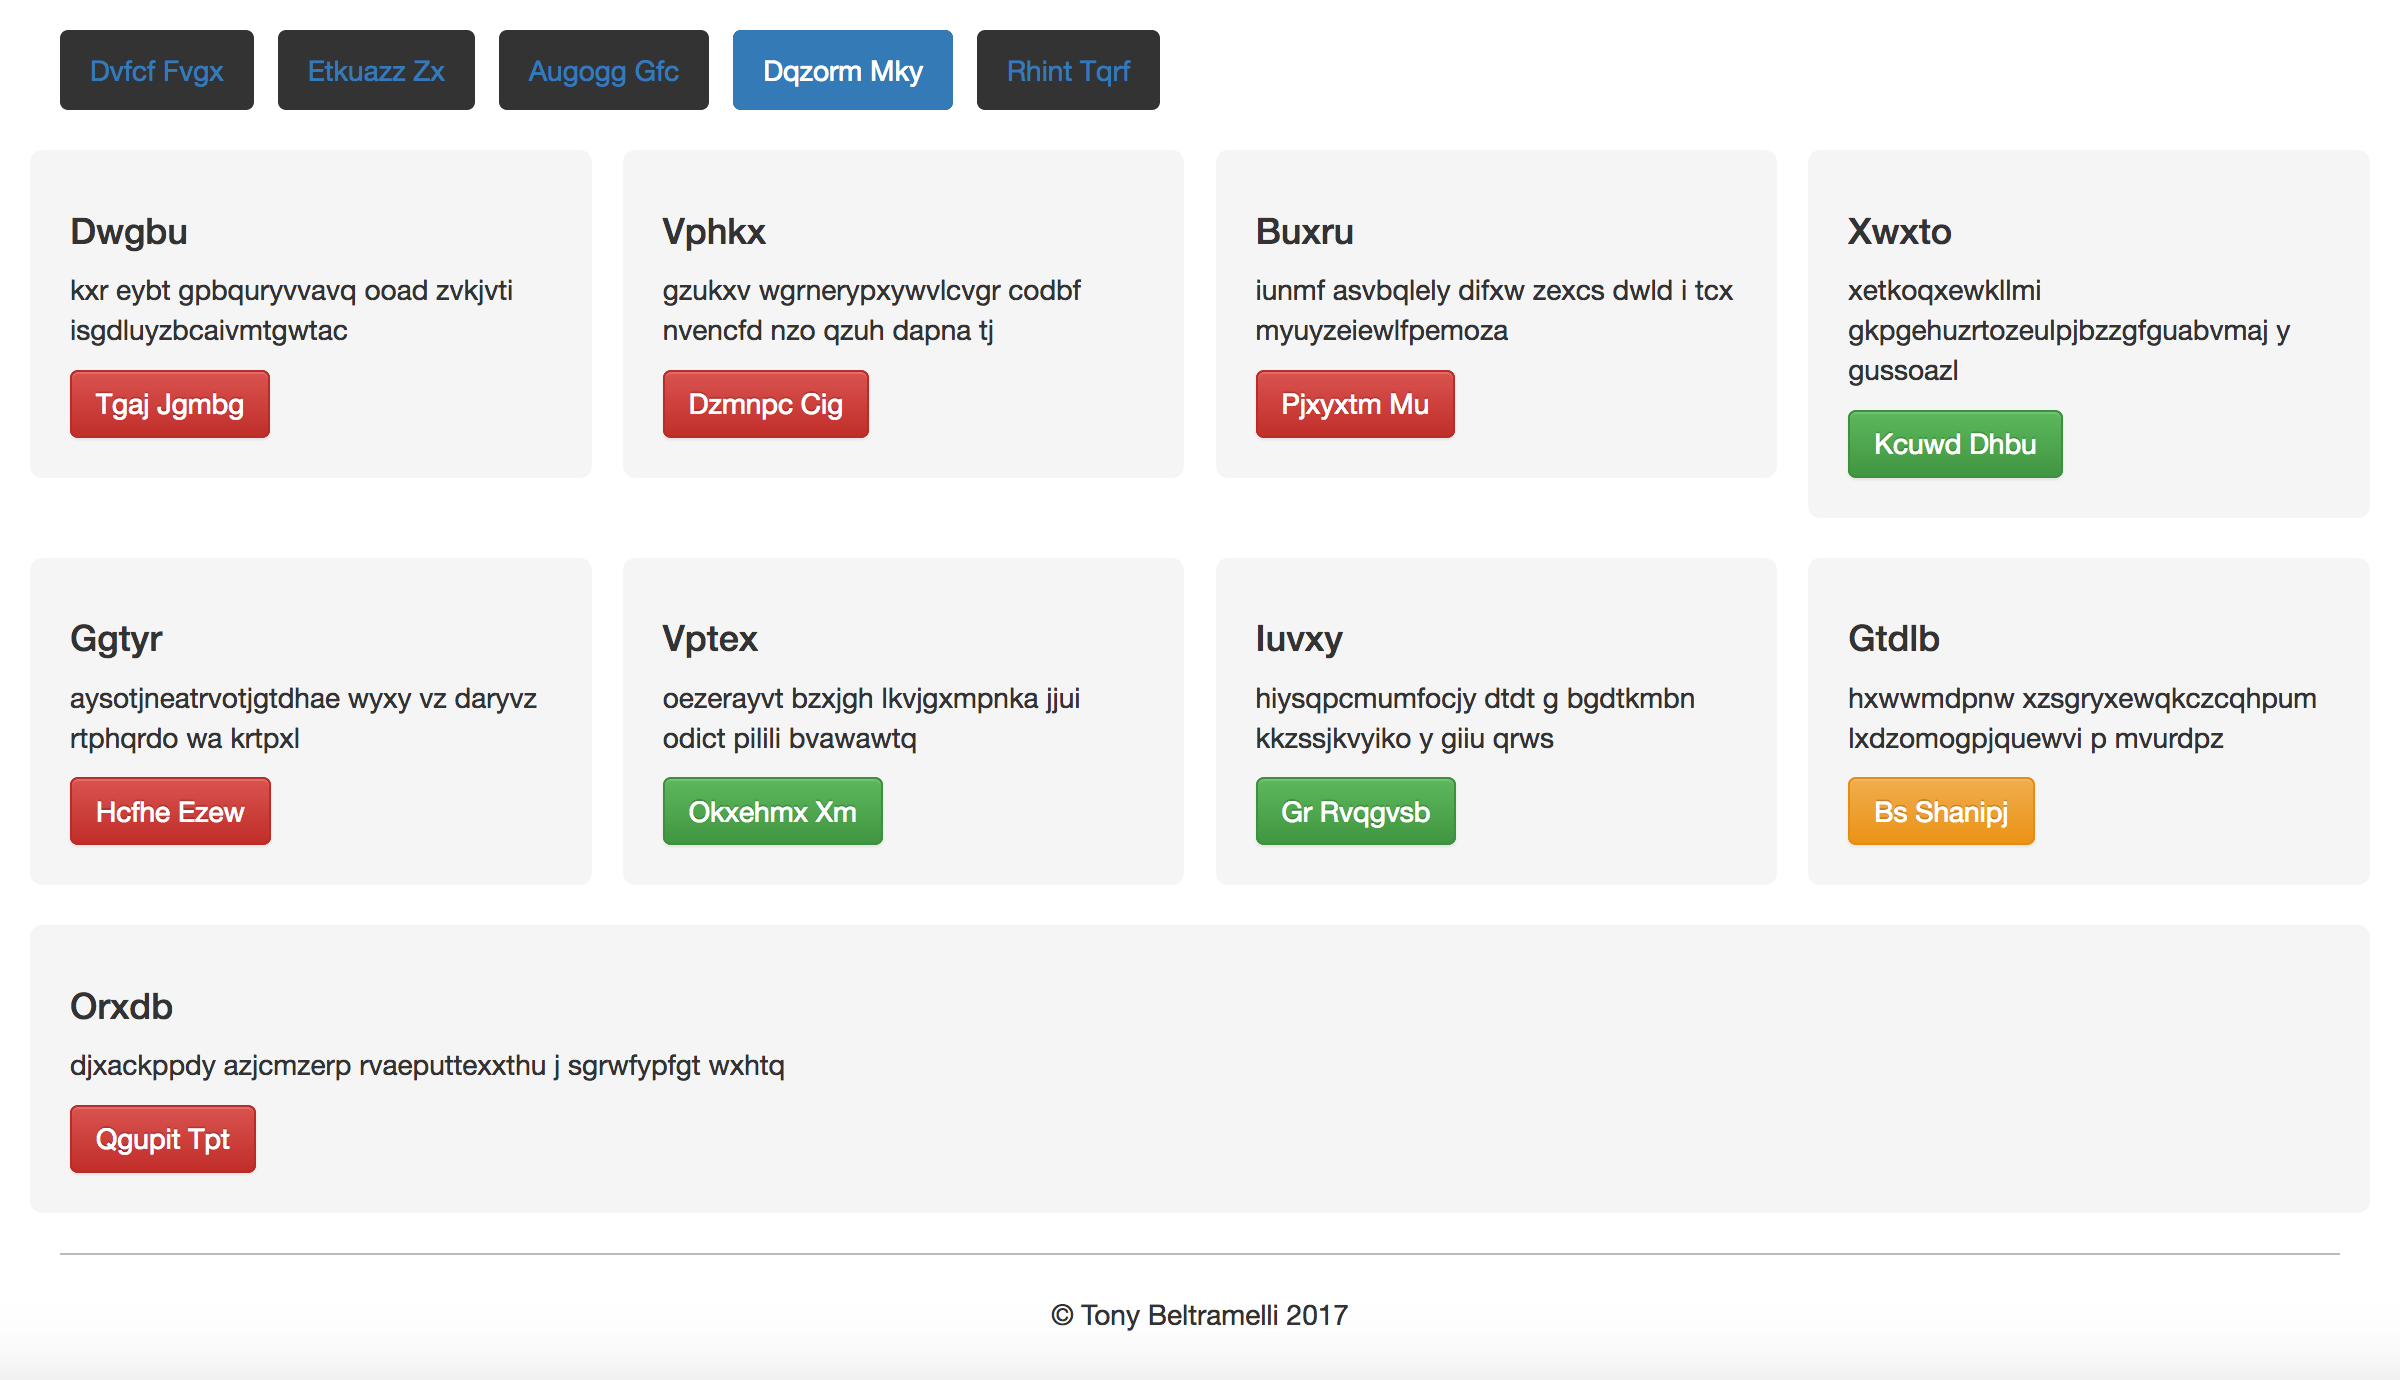 Dvfcf Fvgx
Etkuazz Zx
Augogg Gfc
Dqzorm Mky
Rhint Tqrf
Dwgbu
kxr eybt gpbquryvvavq ooad zvkjvti
isgdluyzbcaivmtgwtac
Tgaj Jgmbg
Vphkx
gzukxv wgrnerypxywvlcvgr codbf
nvencfd nzo qzuh dapna tj
Dzmnpc Cig
Buxru
iunmf asvbqlely difxw zexcs dwld i tcx
myuyzeiewlfpemoza
Pjxyxtm Mu
Xwxto
xetkoqxewkllmi
gkpgehuzrtozeulpjbzzgfguabvmaj y
gussoazl
Kcuwd Dhbu
Ggtyr
aysotjneatrvotjgtdhae wyxy vz daryvz
rtphqrdo wa krtpxl
Hcfhe Ezew
Vptex
oezerayvt bzxjgh lkvjgxmpnka jjui
odict pilili bvawawtq
Okxehmx Xm
Iuvxy
hiysqpcmumfocjy dtdt g bgdtkmbn
kkzssjkvyiko y giiu qrws
Gr Rvqgvsb
Gtdlb
hxwwmdpnw xzsgryxewqkczcqhpum
lxdzomogpjquewvi p mvurdpz
Bs Shanipj
Orxdb
djxackppdy azjcmzerp rvaeputtexxthu j sgrwfypfgt wxhtq
Qgupit Tpt
© Tony Beltramelli 2017